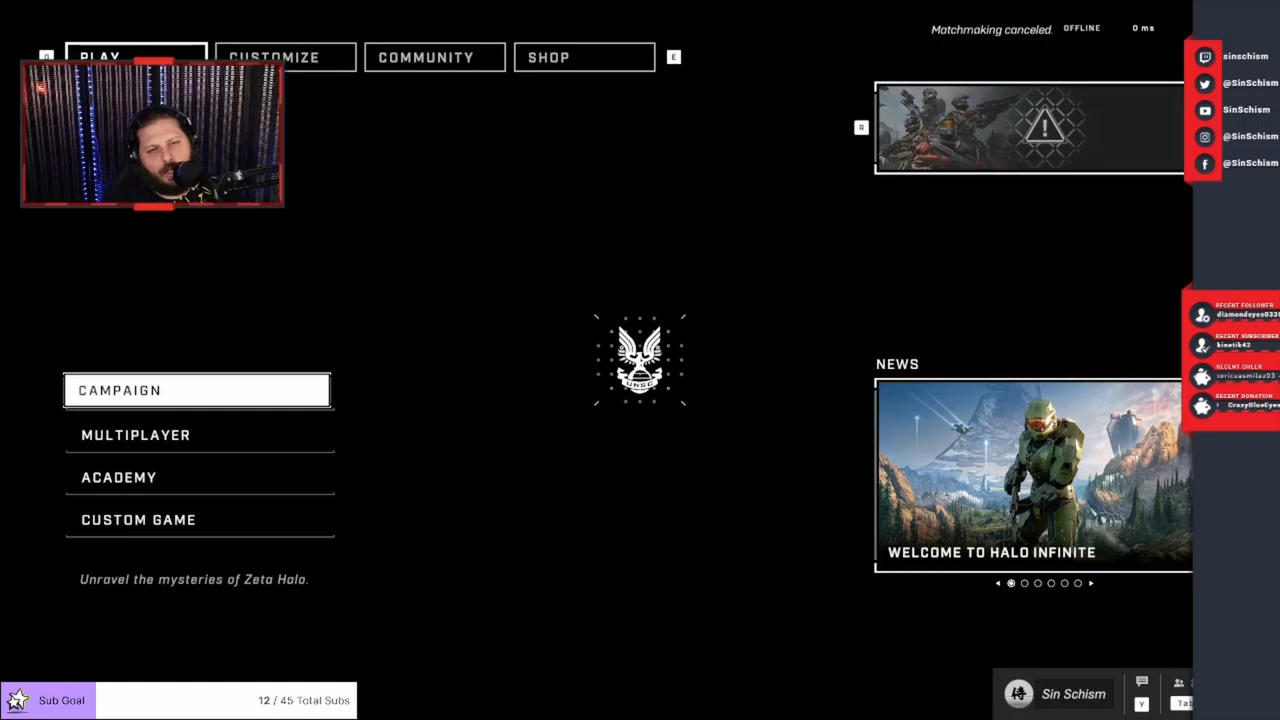 Matchmaking canceled. OFFLINE 0 ms
PLAY CUSTOMIZE COMMUNITY SHOP E
R
sinschism
@SinSchism
SinSchism
@SinSchism
@SinSchism
UNSC
CAMPAIGN
MULTIPLAYER
ACADEMY
CUSTOM GAME
Unravel the mysteries of Zeta Halo.
NEWS
WELCOME TO HALO INFINITE
RECENT FOLLOWER
RECENT SUBSCRIBER
kinetik42
RECENT CHEER
RECENT DONATION
CrazyBlueEyes
Sub Goal 12 / 45 Total Subs
Sin Schism
Y